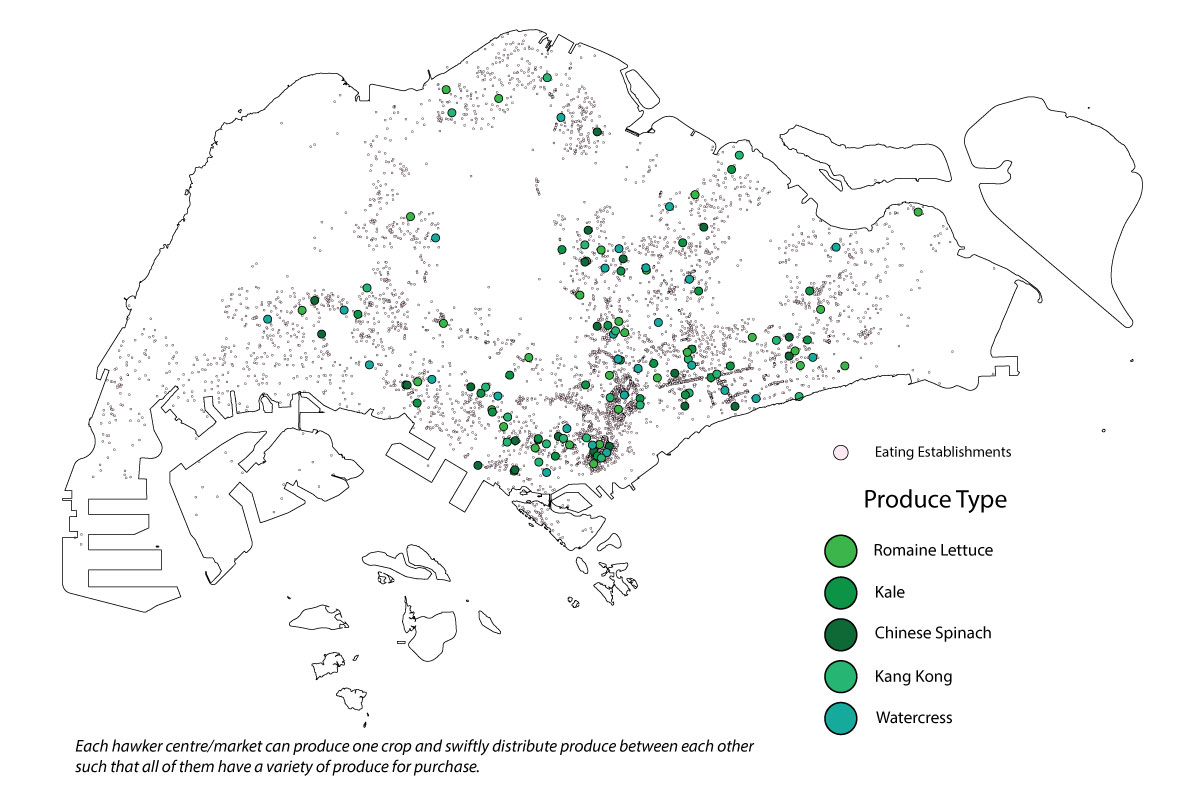 Eating Establishments
Produce Type
Romaine Lettuce
Kale
Chinese Spinach
Kang Kong
Watercress
Each hawker centre/market can produce one crop and swiftly distribute produce between each other
such that all of them have a variety of produce for purchase.